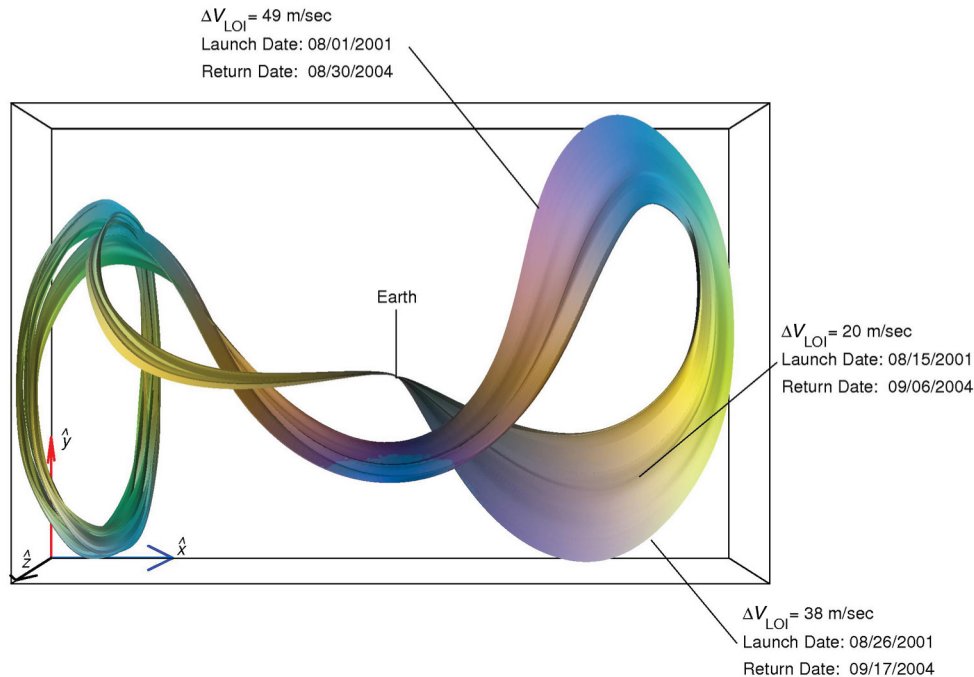 ΔV_LOI = 49 m/sec
Launch Date: 08/01/2001
Return Date: 08/30/2004
Earth
ΔV_LOI = 20 m/sec
Launch Date: 08/15/2001
Return Date: 09/06/2004
ŷ
x̂
ẑ
ΔV_LOI = 38 m/sec
Launch Date: 08/26/2001
Return Date: 09/17/2004